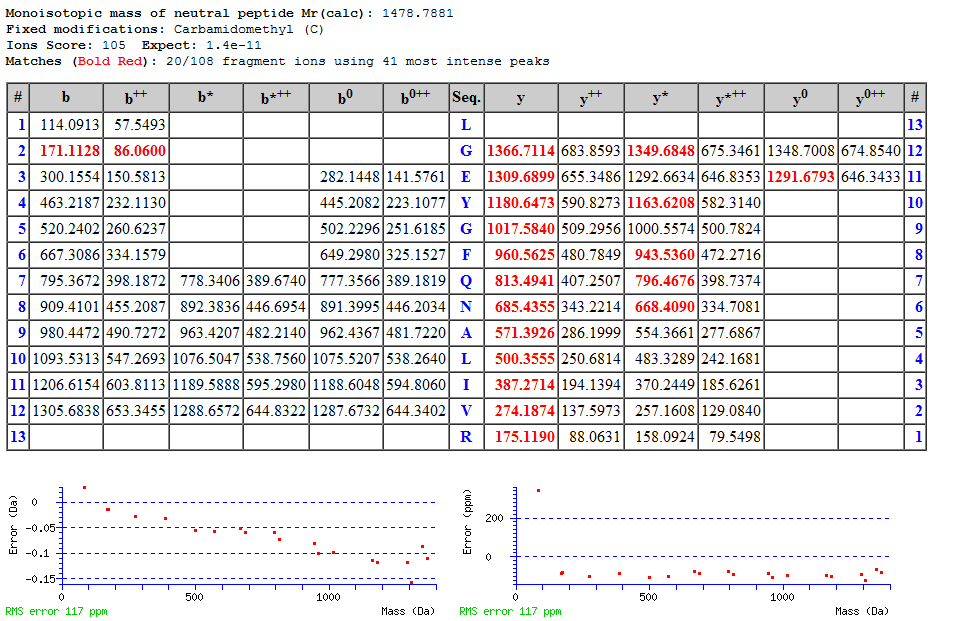 Monoisotopic mass of neutral peptide Mr(calc): 1478.7881
Fixed modifications: Carbamidomethyl (C)
Ions Score: 105 Expect: 1.4e-11
Matches (Bold Red): 20/108 fragment ions using 41 most intense peaks
# b b++ b* b*++ b0 b0++ Seq. y y++ y* y*++ y0 y0++ #
1 114.0913 57.5493 L 13
2 171.1128 86.0600 G 1366.7114 683.8593 1349.6848 675.3461 1348.7008 674.8540 12
3 300.1554 150.5813 282.1448 141.5761 E 1309.6899 655.3486 1292.6634 646.8353 1291.6793 646.3433 11
4 463.2187 232.1130 445.2082 223.1077 Y 1180.6473 590.8273 1163.6208 582.3140 10
5 520.2402 260.6237 502.2296 251.6185 G 1017.5840 509.2956 1000.5574 500.7824 9
6 667.3086 334.1579 649.2980 325.1527 F 960.5625 480.7849 943.5360 472.2716 8
7 795.3672 398.1872 778.3406 389.6740 777.3566 389.1819 Q 813.4941 407.2507 796.4676 398.7374 7
8 909.4101 455.2087 892.3836 446.6954 891.3995 446.2034 N 685.4355 343.2214 668.4090 334.7081 6
9 980.4472 490.7272 963.4207 482.2140 962.4367 481.7220 A 571.3926 286.1999 554.3661 277.6867 5
10 1093.5313 547.2693 1076.5047 538.7560 1075.5207 538.2640 L 500.3555 250.6814 483.3289 242.1681 4
11 1206.6154 603.8113 1189.5888 595.2980 1188.6048 594.8060 I 387.2714 194.1394 370.2449 185.6261 3
12 1305.6838 653.3455 1288.6572 644.8322 1287.6732 644.3402 V 274.1874 137.5973 257.1608 129.0840 2
13 R 175.1190 88.0631 158.0924 79.5498 1
Error (Da)
0
-0.05
-0.1
-0.15
0 500 1000
RMS error 117 ppm Mass (Da)
Error (ppm)
200
0
0 500 1000
RMS error 117 ppm Mass (Da)